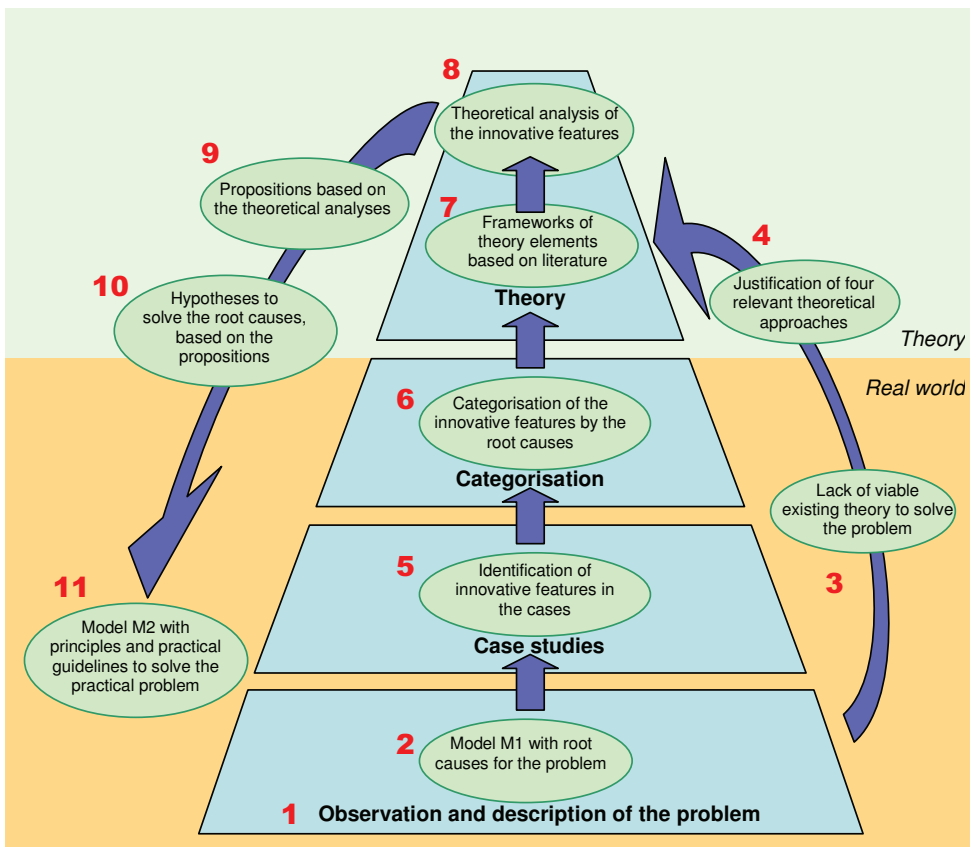 8
Theoretical analysis of
the innovative features
9
Propositions based on
the theoretical analyses
7
Frameworks of
theory elements
based on literature
Theory
4
Justification of four
relevant theoretical
approaches
10
Hypotheses to
solve the root causes,
based on the
propositions
Theory
Real world
6
Categorisation of the
innovative features by the
root causes
Categorisation
Lack of viable
existing theory to solve
the problem
3
5
Identification of
innovative features in
the cases
Case studies
11
Model M2 with
principles and practical
guidelines to solve the
practical problem
2
Model M1 with root
causes for the problem
1 Observation and description of the problem